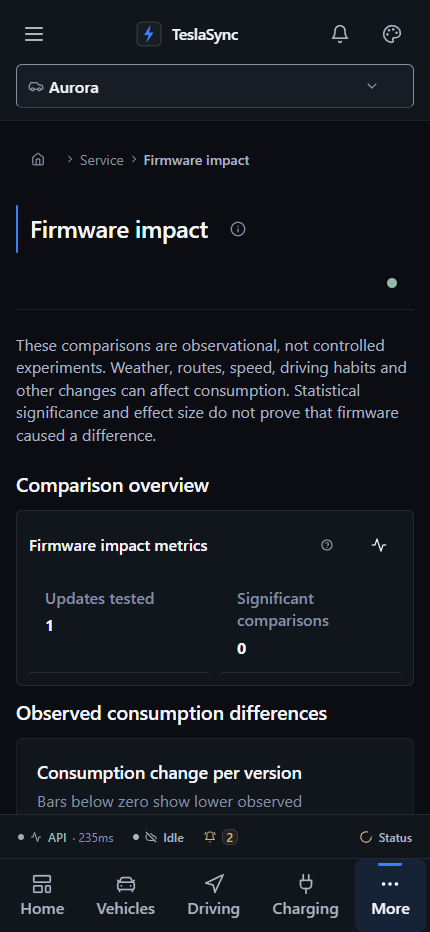 TeslaSync
Aurora
Service
Firmware impact
Firmware impact
These comparisons are observational, not controlled
experiments. Weather, routes, speed, driving habits and
other changes can affect consumption. Statistical
significance and effect size do not prove that firmware
caused a difference.
Comparison overview
Firmware impact metrics
Updates tested
1
Significant
comparisons
0
Observed consumption differences
Consumption change per version
Bars below zero show lower observed
API · 235ms
Idle
2
Status
Home
Vehicles
Driving
Charging
More